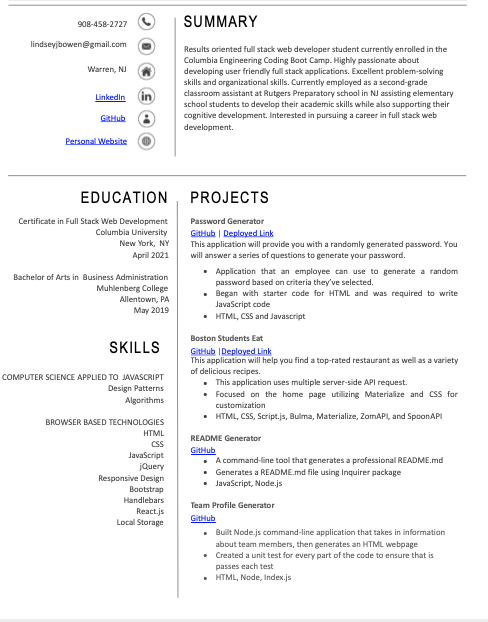 908-458-2727
lindseyjbowen@gmail.com
Warren, NJ
LinkedIn
GitHub
Personal Website
SUMMARY
Results oriented full stack web developer student currently enrolled in the
Columbia Engineering Coding Boot Camp. Highly passionate about
developing user friendly full stack applications. Excellent problem-solving
skills and organizational skills. Currently employed as a second-grade
classroom assistant at Rutgers Preparatory school in NJ assisting elementary
school students to develop their academic skills while also supporting their
cognitive development. Interested in pursuing a career in full stack web
development.
EDUCATION
Certificate in Full Stack Web Development
Columbia University
New York, NY
April 2021
Bachelor of Arts in Business Administration
Muhlenberg College
Allentown, PA
May 2019
SKILLS
COMPUTER SCIENCE APPLIED TO JAVASCRIPT
Design Patterns
Algorithms
BROWSER BASED TECHNOLOGIES
HTML
CSS
JavaScript
jQuery
Responsive Design
Bootstrap
Handlebars
React.js
Local Storage
PROJECTS
Password Generator
GitHub | Deployed Link
This application will provide you with a randomly generated password. You
will answer a series of questions to generate your password.
• Application that an employee can use to generate a random
password based on criteria they've selected.
• Began with starter code for HTML and was required to write
JavaScript code
• HTML, CSS and Javascript
Boston Students Eat
GitHub |Deployed Link
This application will help you find a top-rated restaurant as well as a variety
of delicious recipes.
• This application uses multiple server-side API request.
• Focused on the home page utilizing Materialize and CSS for
customization
• HTML, CSS, Script.js, Bulma, Materialize, ZomAPI, and SpoonAPI
README Generator
GitHub
• A command-line tool that generates a professional README.md
• Generates a README.md file using Inquirer package
• JavaScript, Node.js
Team Profile Generator
GitHub
• Built Node.js command-line application that takes in information
about team members, then generates an HTML webpage
• Created a unit test for every part of the code to ensure that is
passes each test
• HTML, Node, Index.js